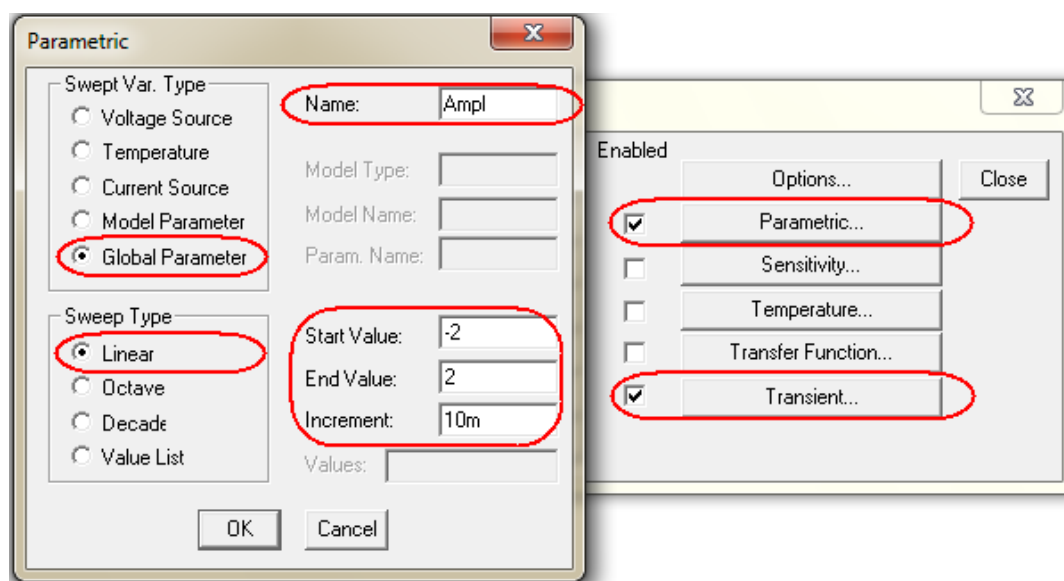 Parametric
Swept Var. Type
Voltage Source
Temperature
Current Source
Model Parameter
Global Parameter
Name: Ampl
Model Type:
Model Name:
Param. Name:
Sweep Type
Linear
Octave
Decade
Value List
Start Value: -2
End Value: 2
Increment: 10m
Values:
OK
Cancel
Enabled
Options...
Close
Parametric...
Sensitivity...
Temperature...
Transfer Function...
Transient...